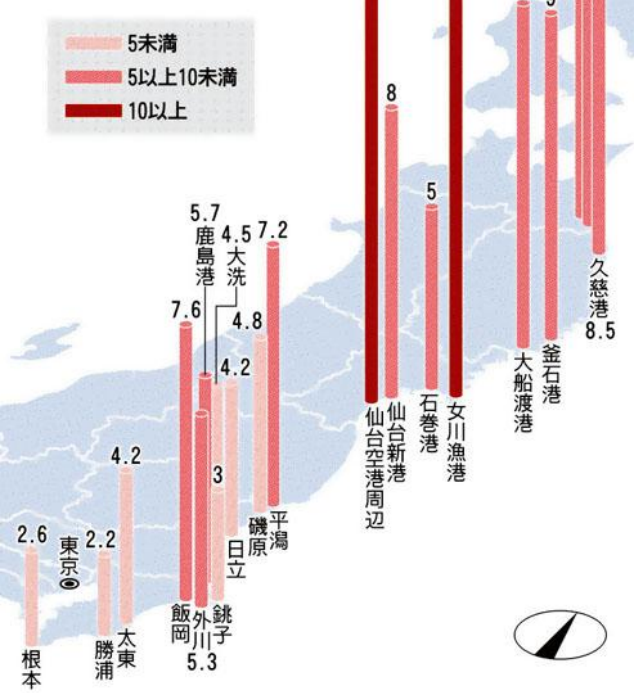 5未満
5以上10未満
10以上
8
5
5.7
鹿島港
4.5
大洗
7.2
7.6
4.8
4.2
3
4.2
2.6
東京
2.2
久慈港
8.5
釜石港
大船渡港
女川漁港
石巻港
仙台新港
仙台空港周辺
平潟
磯原
日立
銚子
外川
5.3
飯岡
太東
勝浦
根本